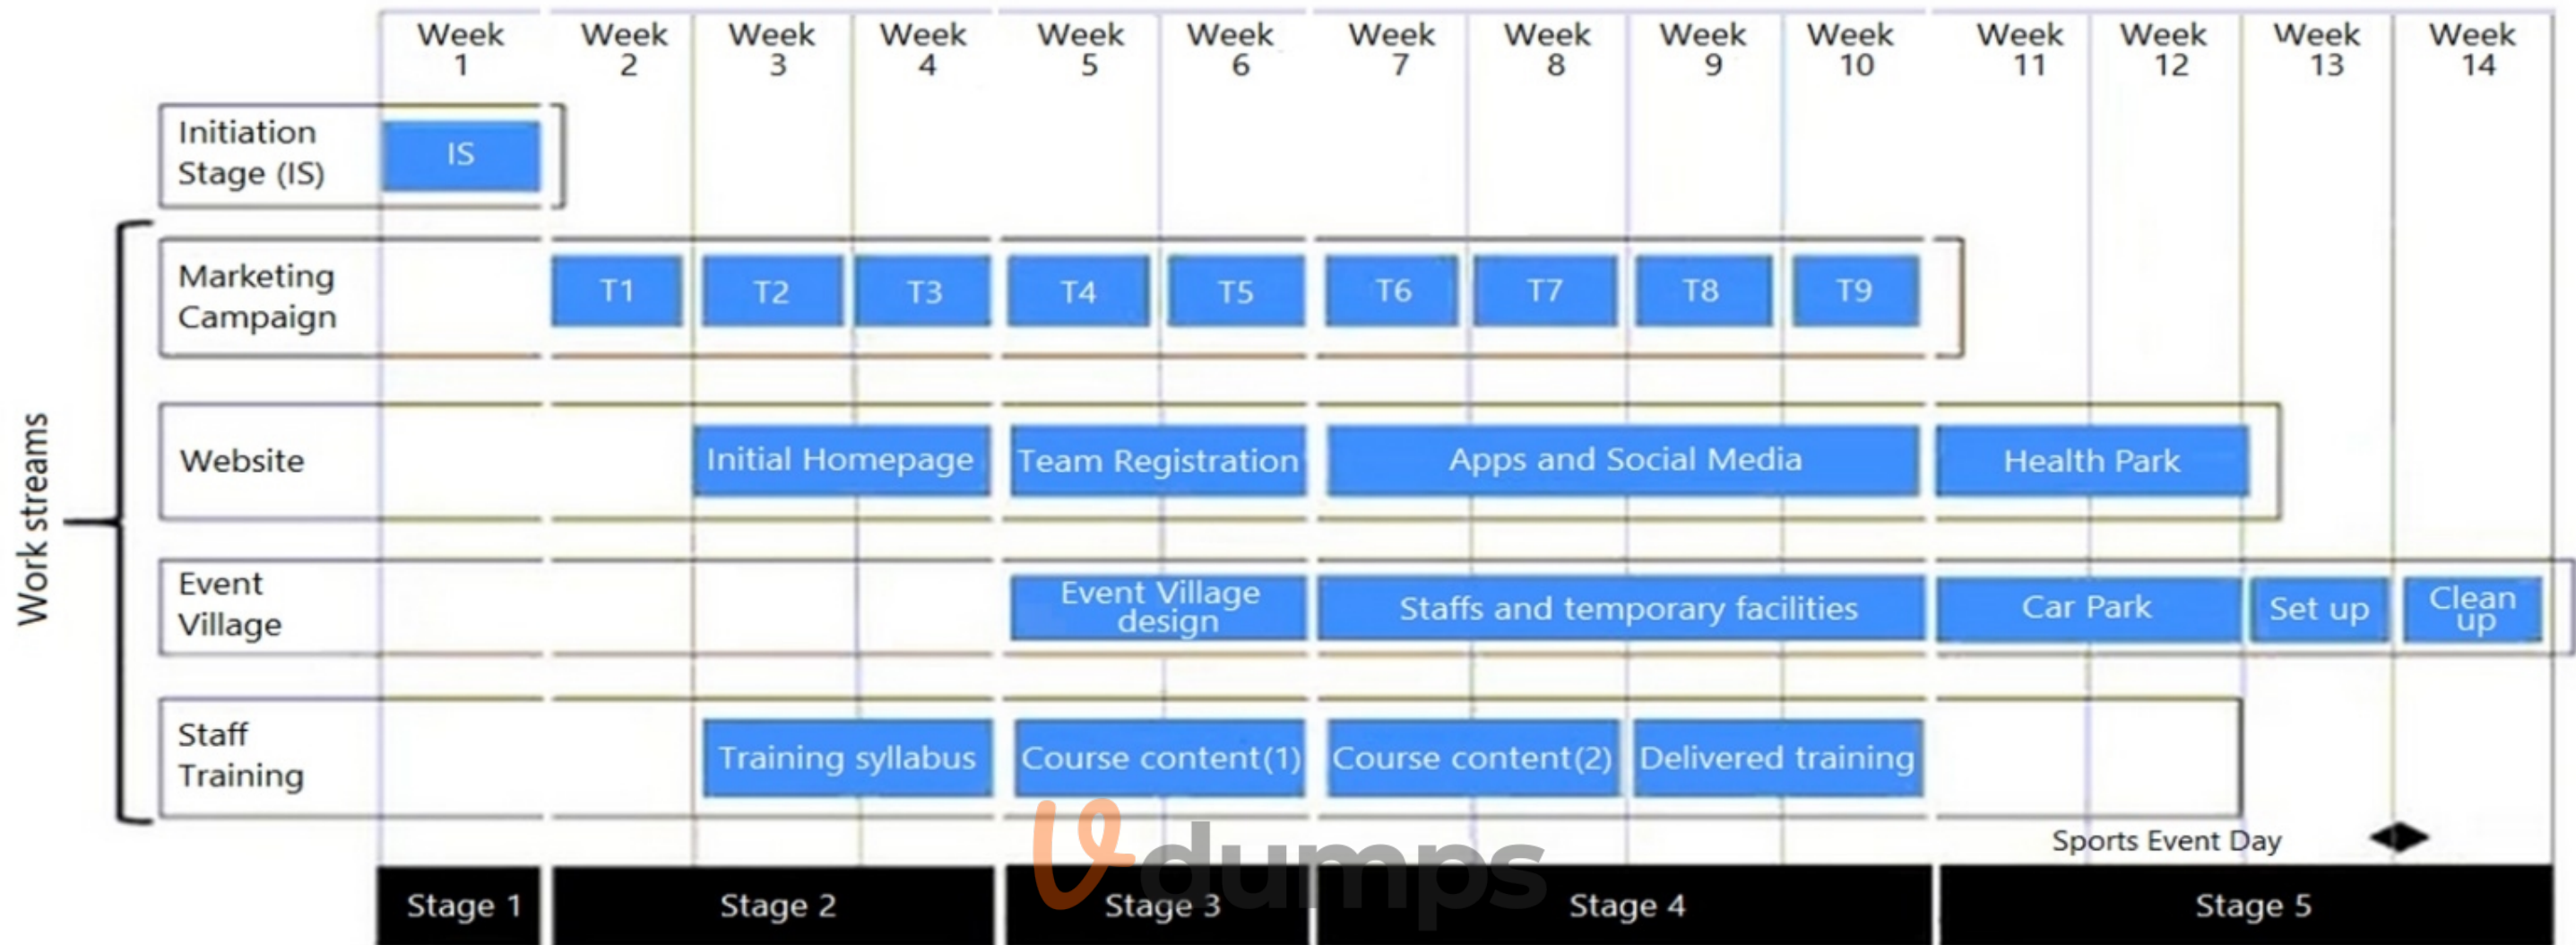 Week 1
Week 2
Week 3
Week 4
Week 5
Week 6
Week 7
Week 8
Week 9
Week 10
Week 11
Week 12
Week 13
Week 14
Initiation
Stage (IS)
IS
Work streams
Marketing
Campaign
T1
T2
T3
T4
T5
T6
T7
T8
T9
Website
Initial Homepage
Team Registration
Apps and Social Media
Health Park
Event
Village
Event Village
design
Staffs and temporary facilities
Car Park
Set up
Clean
up
Staff
Training
Training syllabus
Course content(1)
Course content(2)
Delivered training
Sports Event Day
dumps
Stage 1
Stage 2
Stage 3
Stage 4
Stage 5